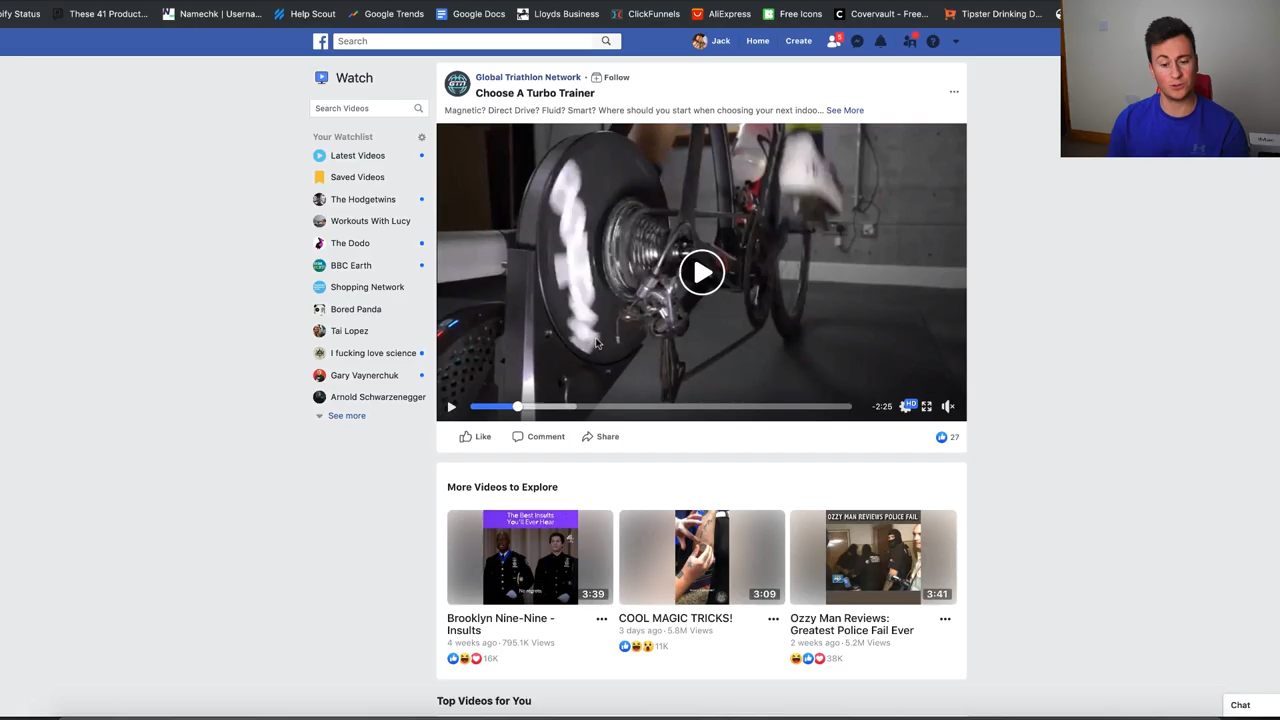 pify Status
These 41 Product...
Namechk | Userna...
Help Scout
Google Trends
Google Docs
Lloyds Business
ClickFunnels
AliExpress
Free Icons
Covervault - Free...
Tipster Drinking D...
Search
Jack
Home
Create
5
Watch
Search Videos
Your Watchlist
Latest Videos
Saved Videos
The Hodgetwins
Workouts With Lucy
The Dodo
BBC Earth
Shopping Network
Bored Panda
Tai Lopez
I fucking love science
Gary Vaynerchuk
Arnold Schwarzenegger
See more
GTN
Global Triathlon Network · Follow
Choose A Turbo Trainer
Magnetic? Direct Drive? Fluid? Smart? Where should you start when choosing your next indoo... See More
-2:25
HD
Like
Comment
Share
27
More Videos to Explore
The Best Insults
You'll Ever Hear
No regrets.
3:39
Brooklyn Nine-Nine -
Insults
4 weeks ago · 795.1K Views
16K
3:09
COOL MAGIC TRICKS!
3 days ago · 5.8M Views
11K
OZZY MAN REVIEWS POLICE FAIL
3:41
Ozzy Man Reviews:
Greatest Police Fail Ever
2 weeks ago · 5.2M Views
38K
Top Videos for You
Chat